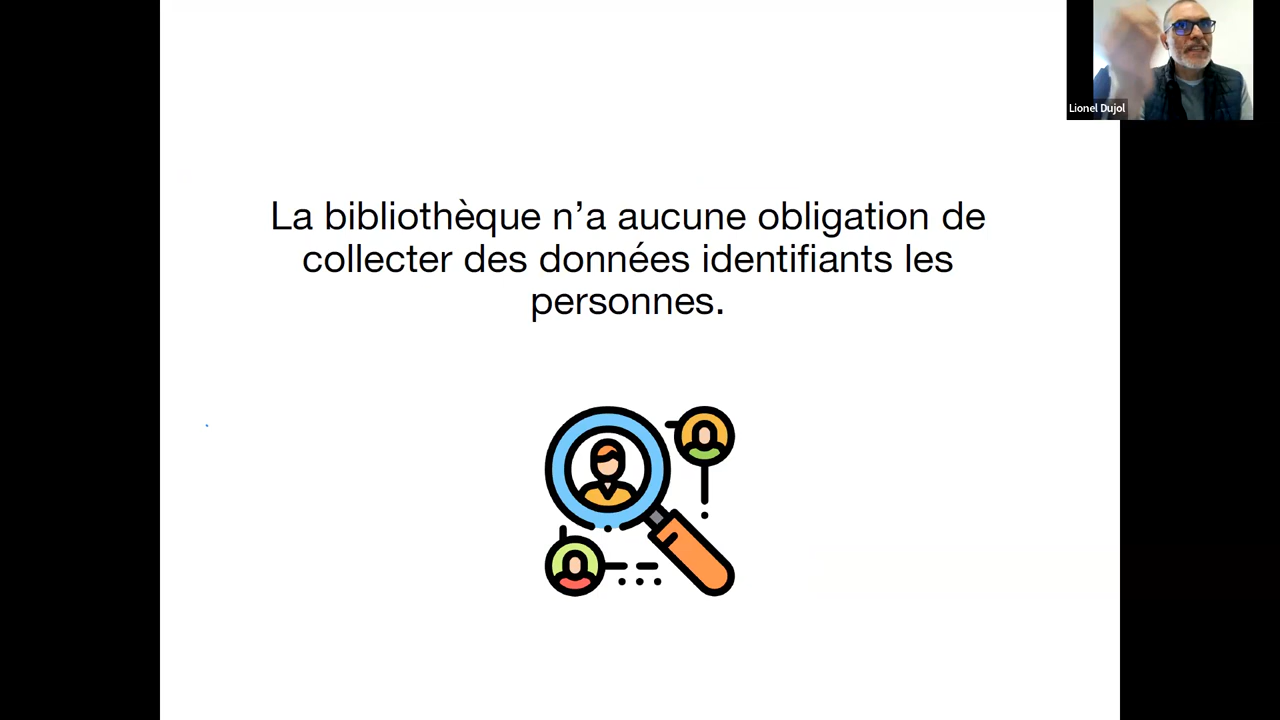 La bibliothèque n’a aucune obligation de
collecter des données identifiants les
personnes.
Lionel Dujol